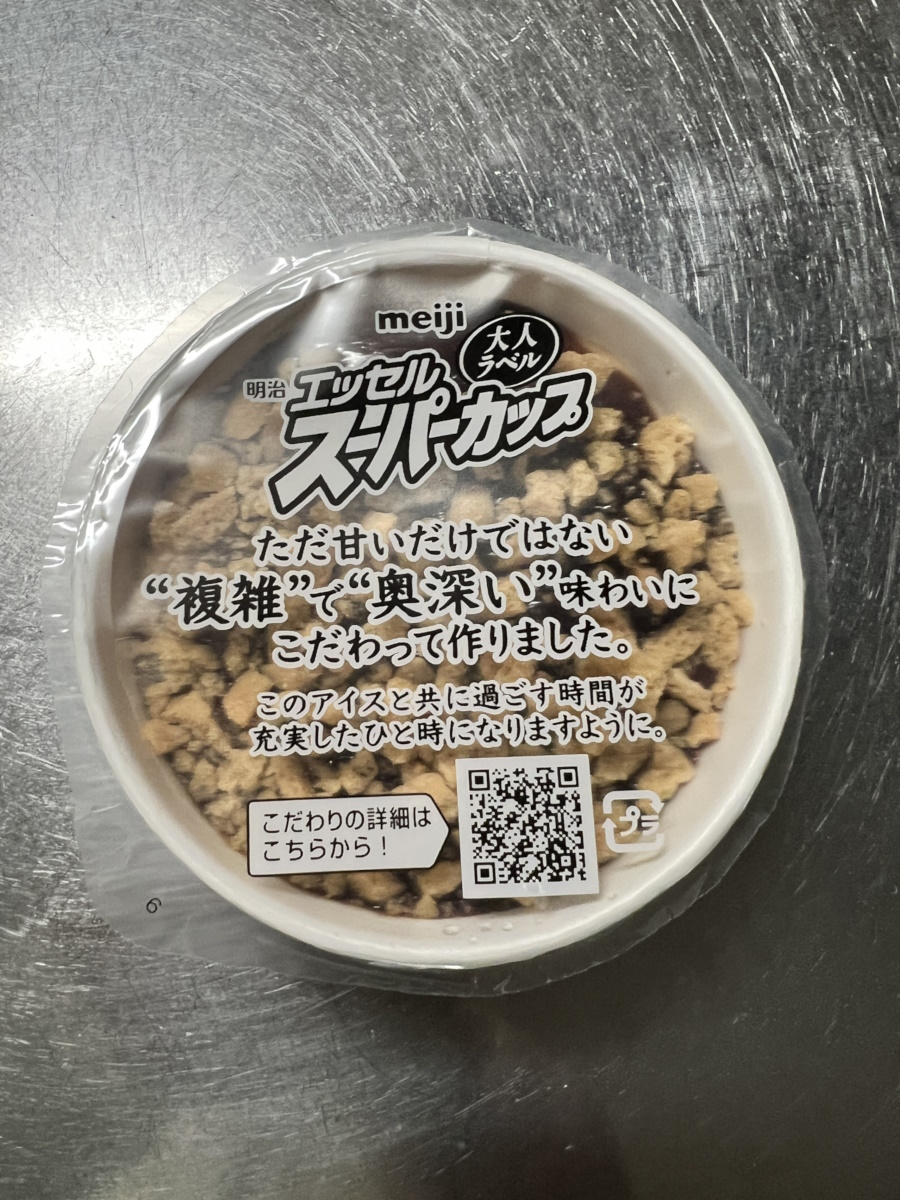 meiji
大人
ラベル
明治
エッセル
スーパーカップ
ただ甘いだけではない
“複雑”で“奥深い”味わいに
こだわって作りました。
このアイスと共に過ごす時間が
充実したひと時になりますように。
こだわりの詳細は
こちらから！
プラ
6